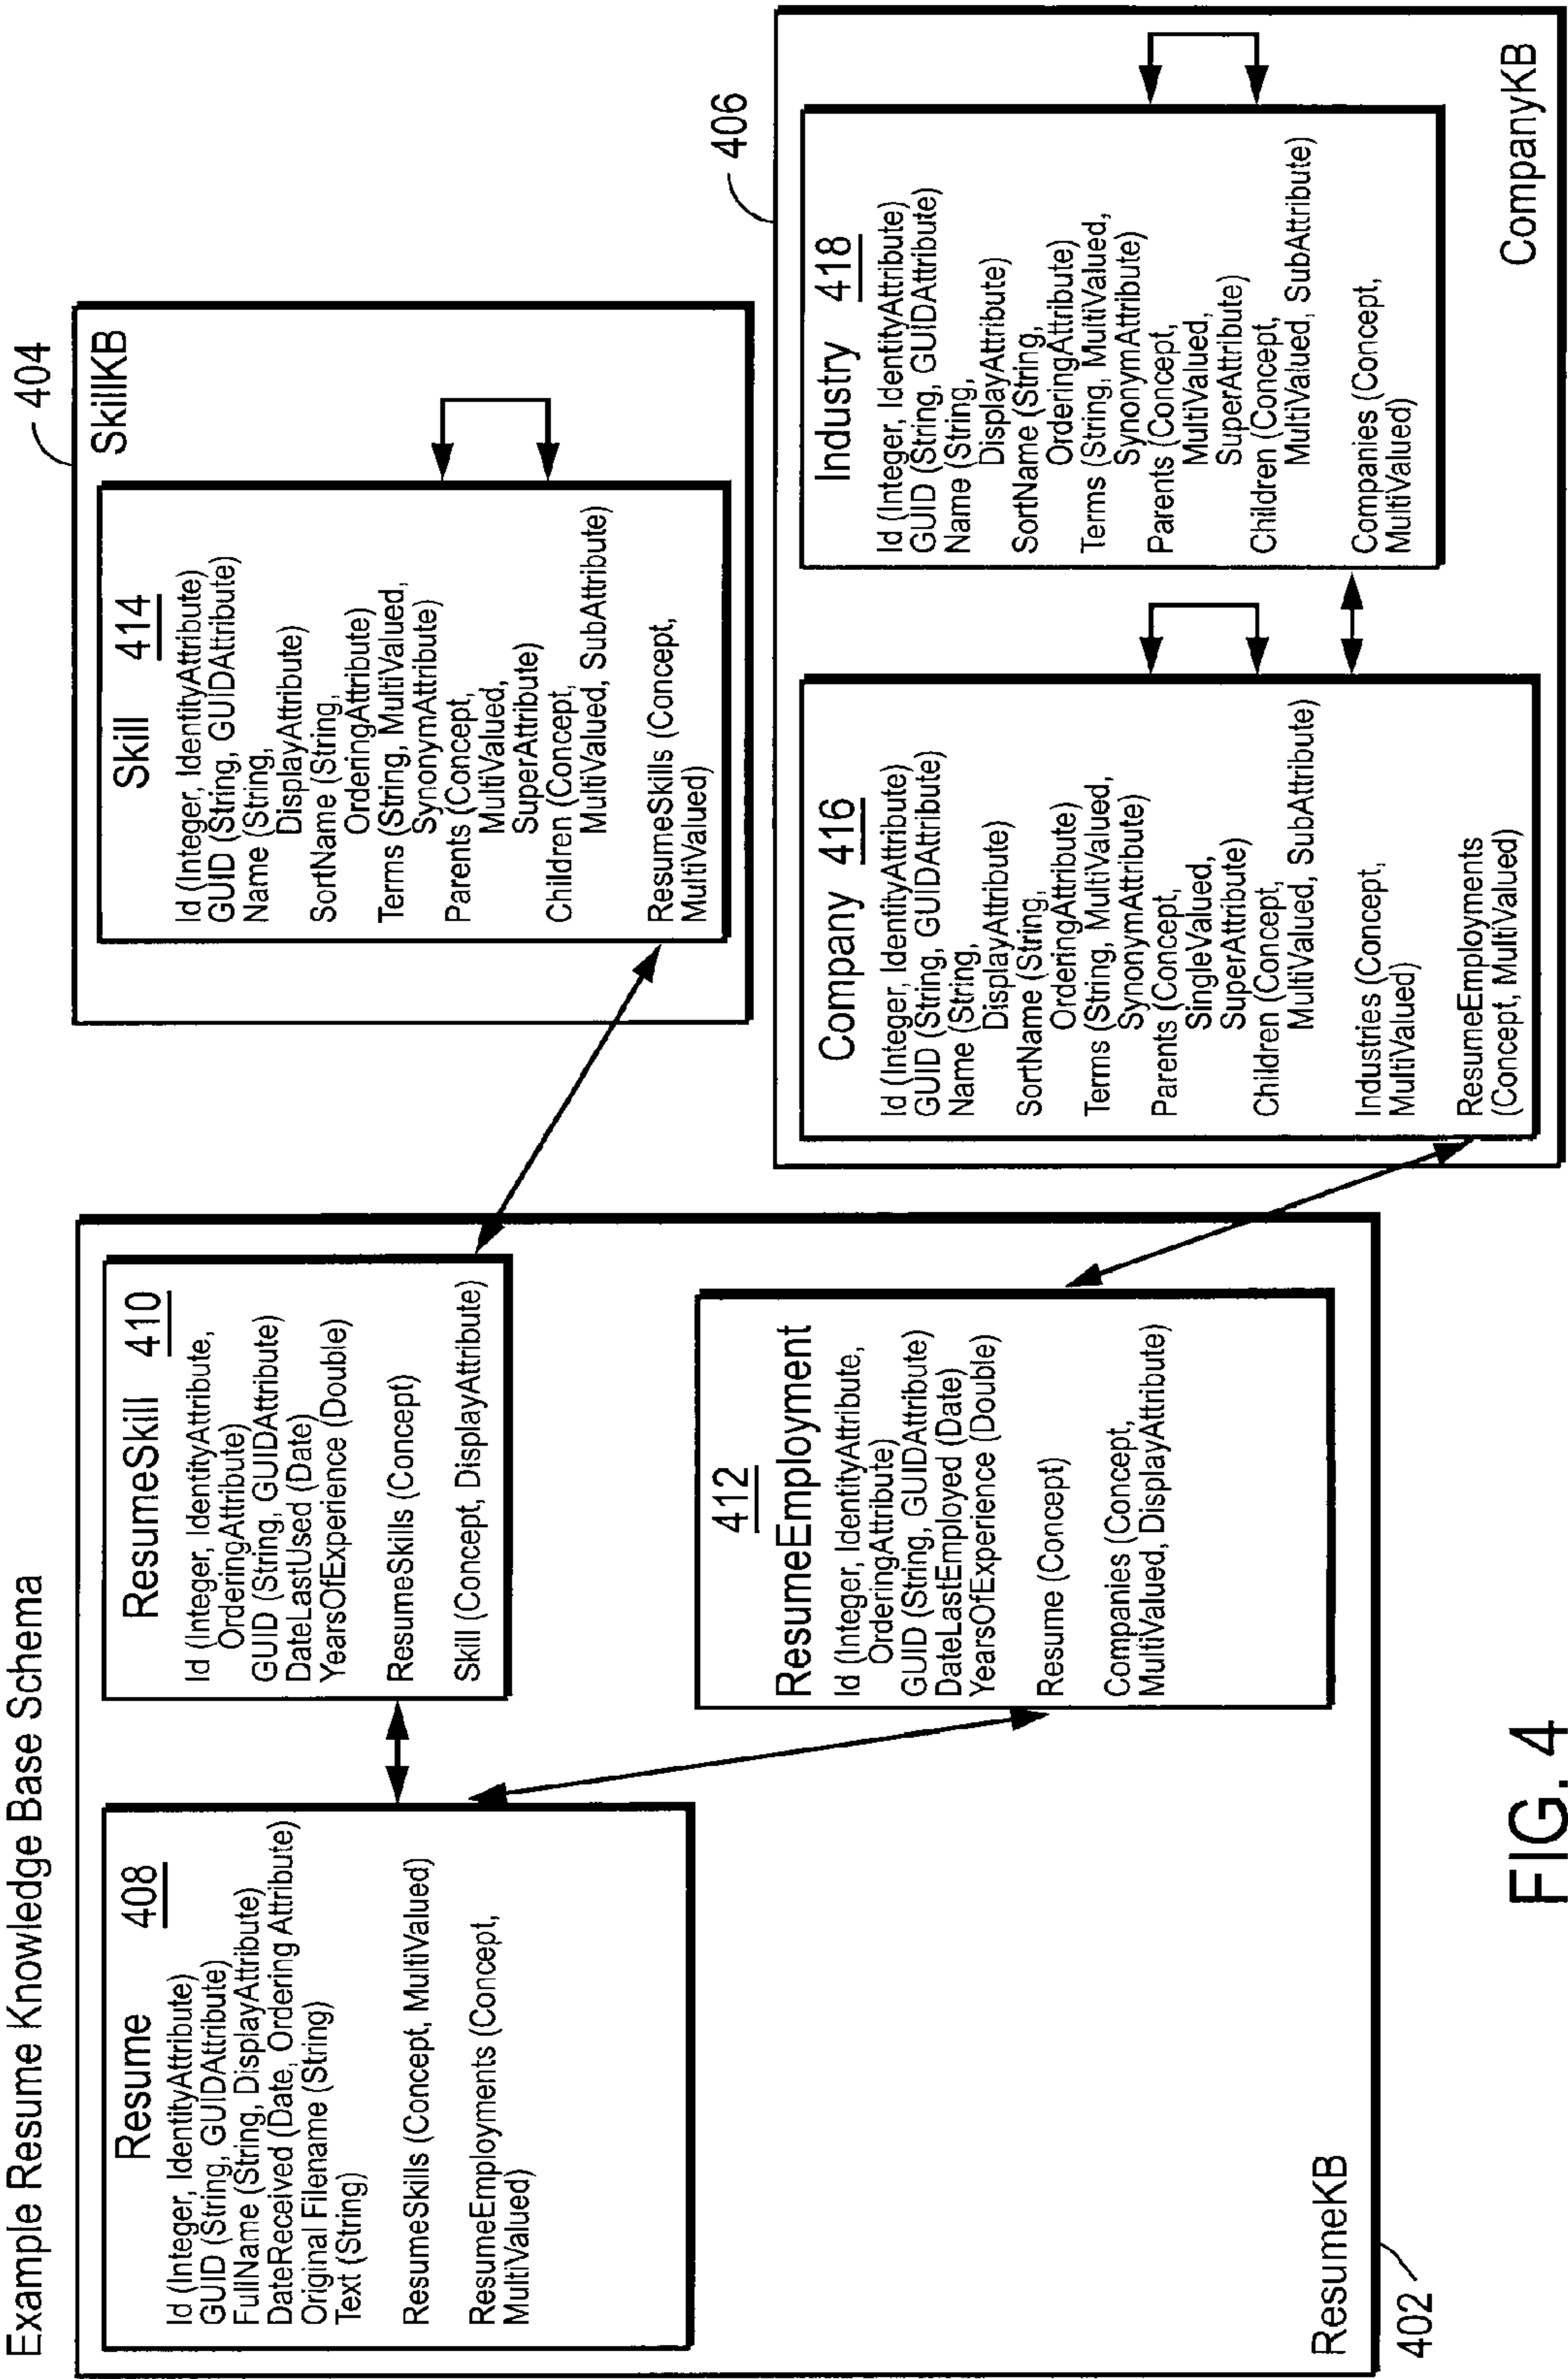 Example Resume Knowledge Base Schema
Resume 408
Id (Integer, IdentityAttribute)
GUID (String, GUIDAttribute)
FullName (String, DisplayAttribute)
DateReceived (Date, Ordering Attribute)
Original Filename (String)
Text (String)
ResumeSkills (Concept, MultiValued)
ResumeEmployments (Concept,
MultiValued)
ResumeSkill 410
Id (Integer, IdentityAttribute,
OrderingAttribute)
GUID (String, GUIDAttribute)
DateLastUsed (Date)
YearsOfExperience (Double)
ResumeSkills (Concept)
Skill (Concept, DisplayAttribute)
412
ResumeEmployment
Id (Integer, IdentityAttribute,
OrderingAttribute)
GUID (String, GUIDAttribute)
DateLastEmployed (Date)
YearsOfExperience (Double)
Resume (Concept)
Companies (Concept,
MultiValued, DisplayAttribute)
ResumeKB
402
404
SkillKB
Skill 414
Id (Integer, IdentityAttribute)
GUID (String, GUIDAttribute)
Name (String,
DisplayAttribute)
SortName (String,
OrderingAttribute)
Terms (String, MultiValued,
SynonymAttribute)
Parents (Concept,
MultiValued,
SuperAttribute)
Children (Concept,
MultiValued, SubAttribute)
ResumeSkills (Concept,
MultiValued)
406
Company 416
Id (Integer, IdentityAttribute)
GUID (String, GUIDAttribute)
Name (String,
DisplayAttribute)
SortName (String,
OrderingAttribute)
Terms (String, MultiValued,
SynonymAttribute)
Parents (Concept,
SingleValued,
SuperAttribute)
Children (Concept,
MultiValued, SubAttribute)
Industries (Concept,
MultiValued)
ResumeEmployments
(Concept, MultiValued)
Industry 418
Id (Integer, IdentityAttribute)
GUID (String, GUIDAttribute)
Name (String,
DisplayAttribute)
SortName (String,
OrderingAttribute)
Terms (String, MuitiValued,
SynonymAttribute)
Parents (Concept,
MultiValued,
SuperAttribute)
Children (Concept,
MultiValued, SubAttribute)
Companies (Concept,
MultiValued)
CompanyKB
FIG. 4